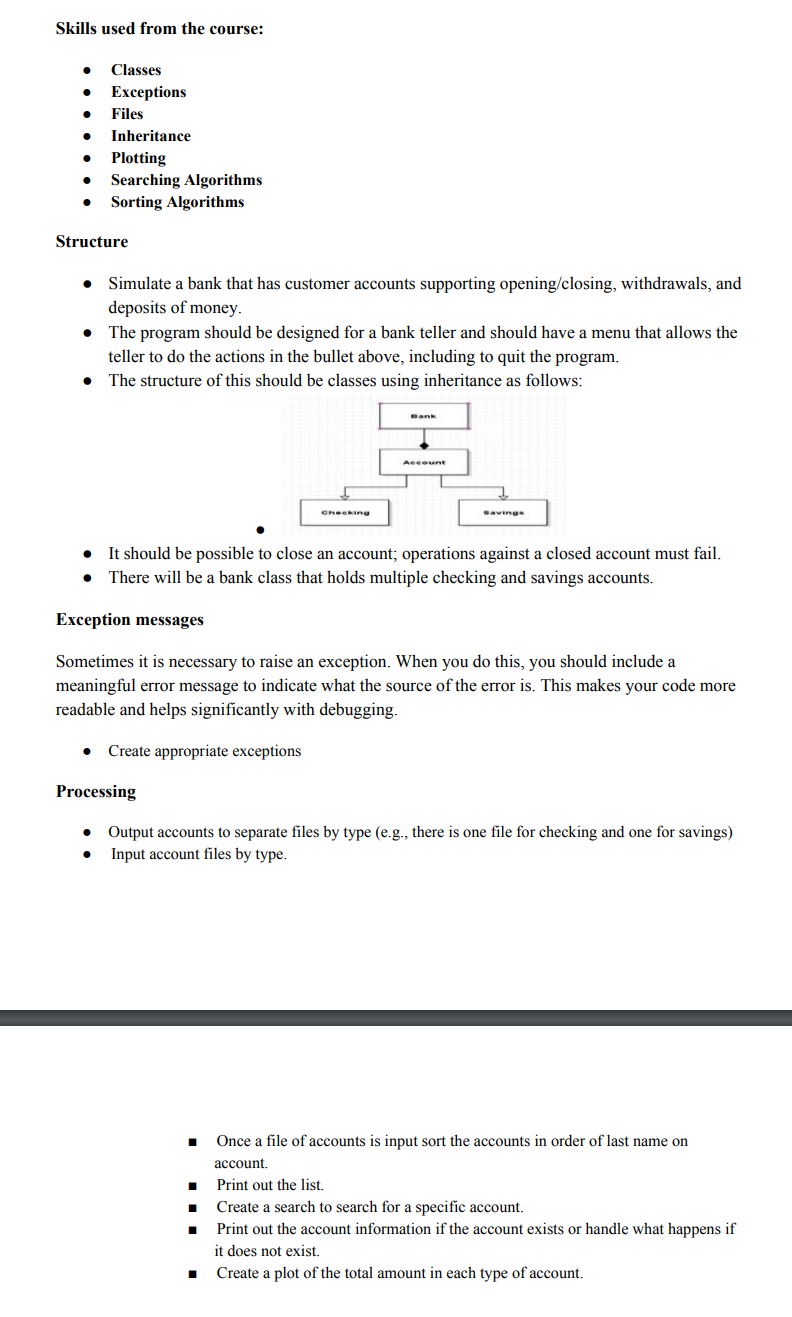 Skills used from the course:
● Classes
● Exceptions
● Files
● Inheritance
● Plotting
● Searching Algorithms
● Sorting Algorithms
Structure
● Simulate a bank that has customer accounts supporting opening/closing, withdrawals, and
deposits of money.
● The program should be designed for a bank teller and should have a menu that allows the
teller to do the actions in the bullet above, including to quit the program.
● The structure of this should be classes using inheritance as follows:
Bank
Account
Checking Savings
●
● It should be possible to close an account; operations against a closed account must fail.
● There will be a bank class that holds multiple checking and savings accounts.
Exception messages
Sometimes it is necessary to raise an exception. When you do this, you should include a
meaningful error message to indicate what the source of the error is. This makes your code more
readable and helps significantly with debugging.
● Create appropriate exceptions
Processing
● Output accounts to separate files by type (e.g., there is one file for checking and one for savings)
● Input account files by type.
■ Once a file of accounts is input sort the accounts in order of last name on
account.
■ Print out the list.
■ Create a search to search for a specific account.
■ Print out the account information if the account exists or handle what happens if
it does not exist.
■ Create a plot of the total amount in each type of account.